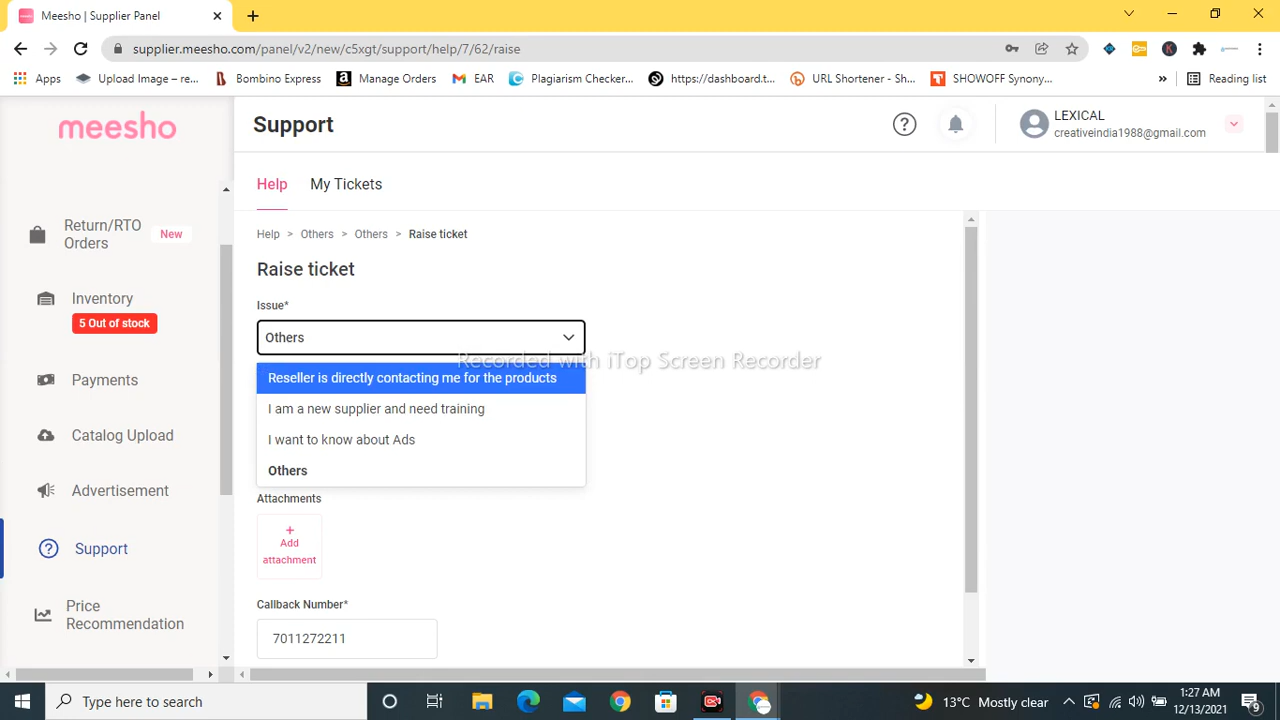 Meesho | Supplier Panel
supplier.meesho.com/panel/v2/new/c5xgt/support/help/7/62/raise
Apps Upload Image – re... Bombino Express Manage Orders EAR Plagiarism Checker... https://dashboard.t... URL Shortener - Sh... SHOWOFF Synony... » Reading list
meesho
Support
LEXICAL
creativeindia1988@gmail.com
Help My Tickets
Return/RTO
Orders
New
Inventory
5 Out of stock
Payments
Catalog Upload
Advertisement
Support
Price
Recommendation
Help > Others > Others > Raise ticket
Raise ticket
Issue*
Others
Recorded with iTop Screen Recorder
Reseller is directly contacting me for the products
I am a new supplier and need training
I want to know about Ads
Others
Attachments
+
Add
attachment
Callback Number*
7011272211
Type here to search
13°C Mostly clear
1:27 AM
12/13/2021
9